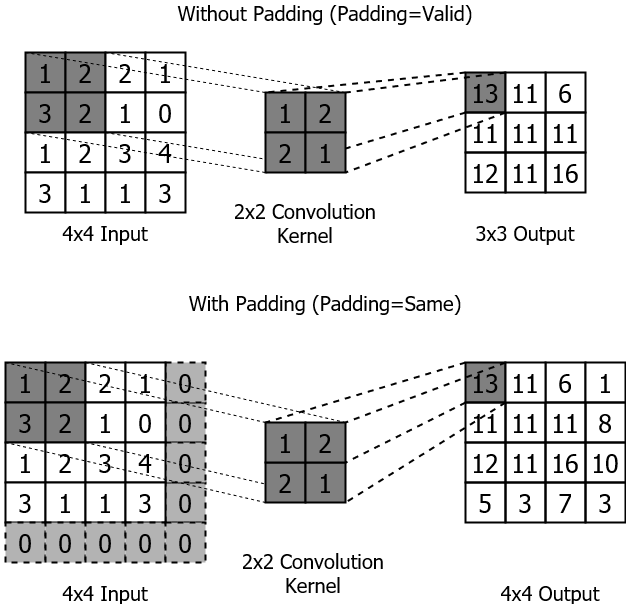 Without Padding (Padding=Valid)
1 2 2 1
3 2 1 0
1 2 3 4
3 1 1 3
4x4 Input
1 2
2 1
2x2 Convolution
Kernel
13 11 6
11 11 11
12 11 16
3x3 Output
With Padding (Padding=Same)
1 2 2 1 0
3 2 1 0 0
1 2 3 4 0
3 1 1 3 0
0 0 0 0 0
4x4 Input
1 2
2 1
2x2 Convolution
Kernel
13 11 6 1
11 11 11 8
12 11 16 10
5 3 7 3
4x4 Output